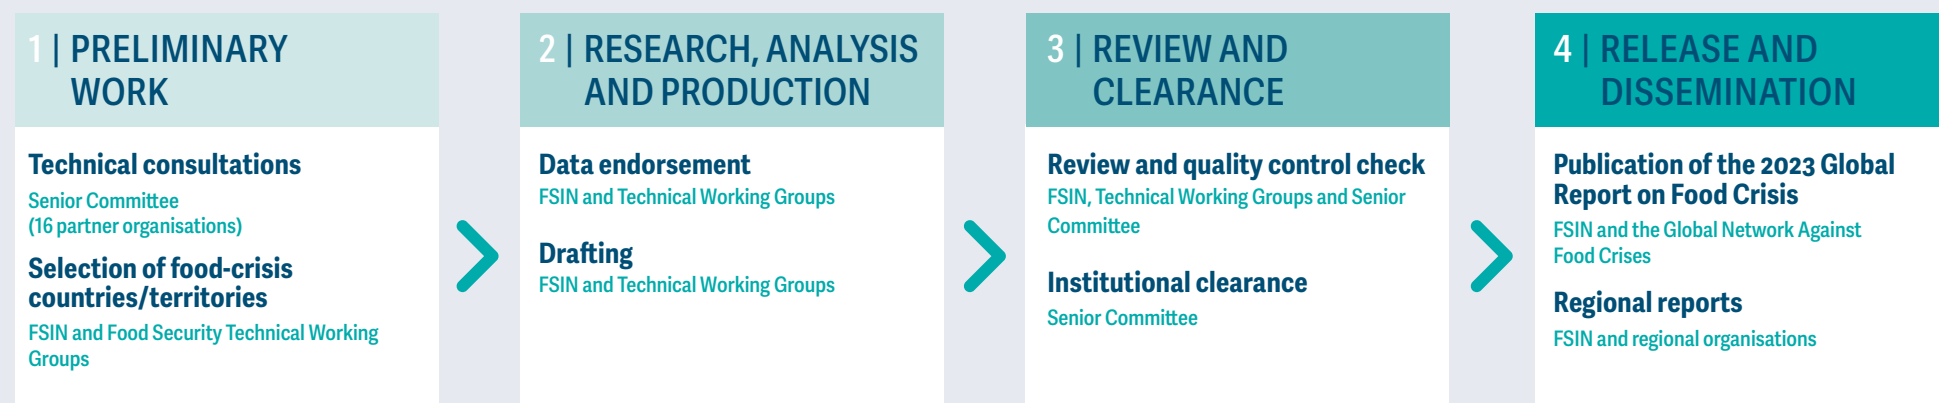 1 | PRELIMINARY
WORK
Technical consultations
Senior Committee
(16 partner organisations)
Selection of food-crisis
countries/territories
FSIN and Food Security Technical Working
Groups
2 | RESEARCH, ANALYSIS
AND PRODUCTION
Data endorsement
FSIN and Technical Working Groups
Drafting
FSIN and Technical Working Groups
3 | REVIEW AND
CLEARANCE
Review and quality control check
FSIN, Technical Working Groups and Senior
Committee
Institutional clearance
Senior Committee
4 | RELEASE AND
DISSEMINATION
Publication of the 2023 Global
Report on Food Crisis
FSIN and the Global Network Against
Food Crises
Regional reports
FSIN and regional organisations